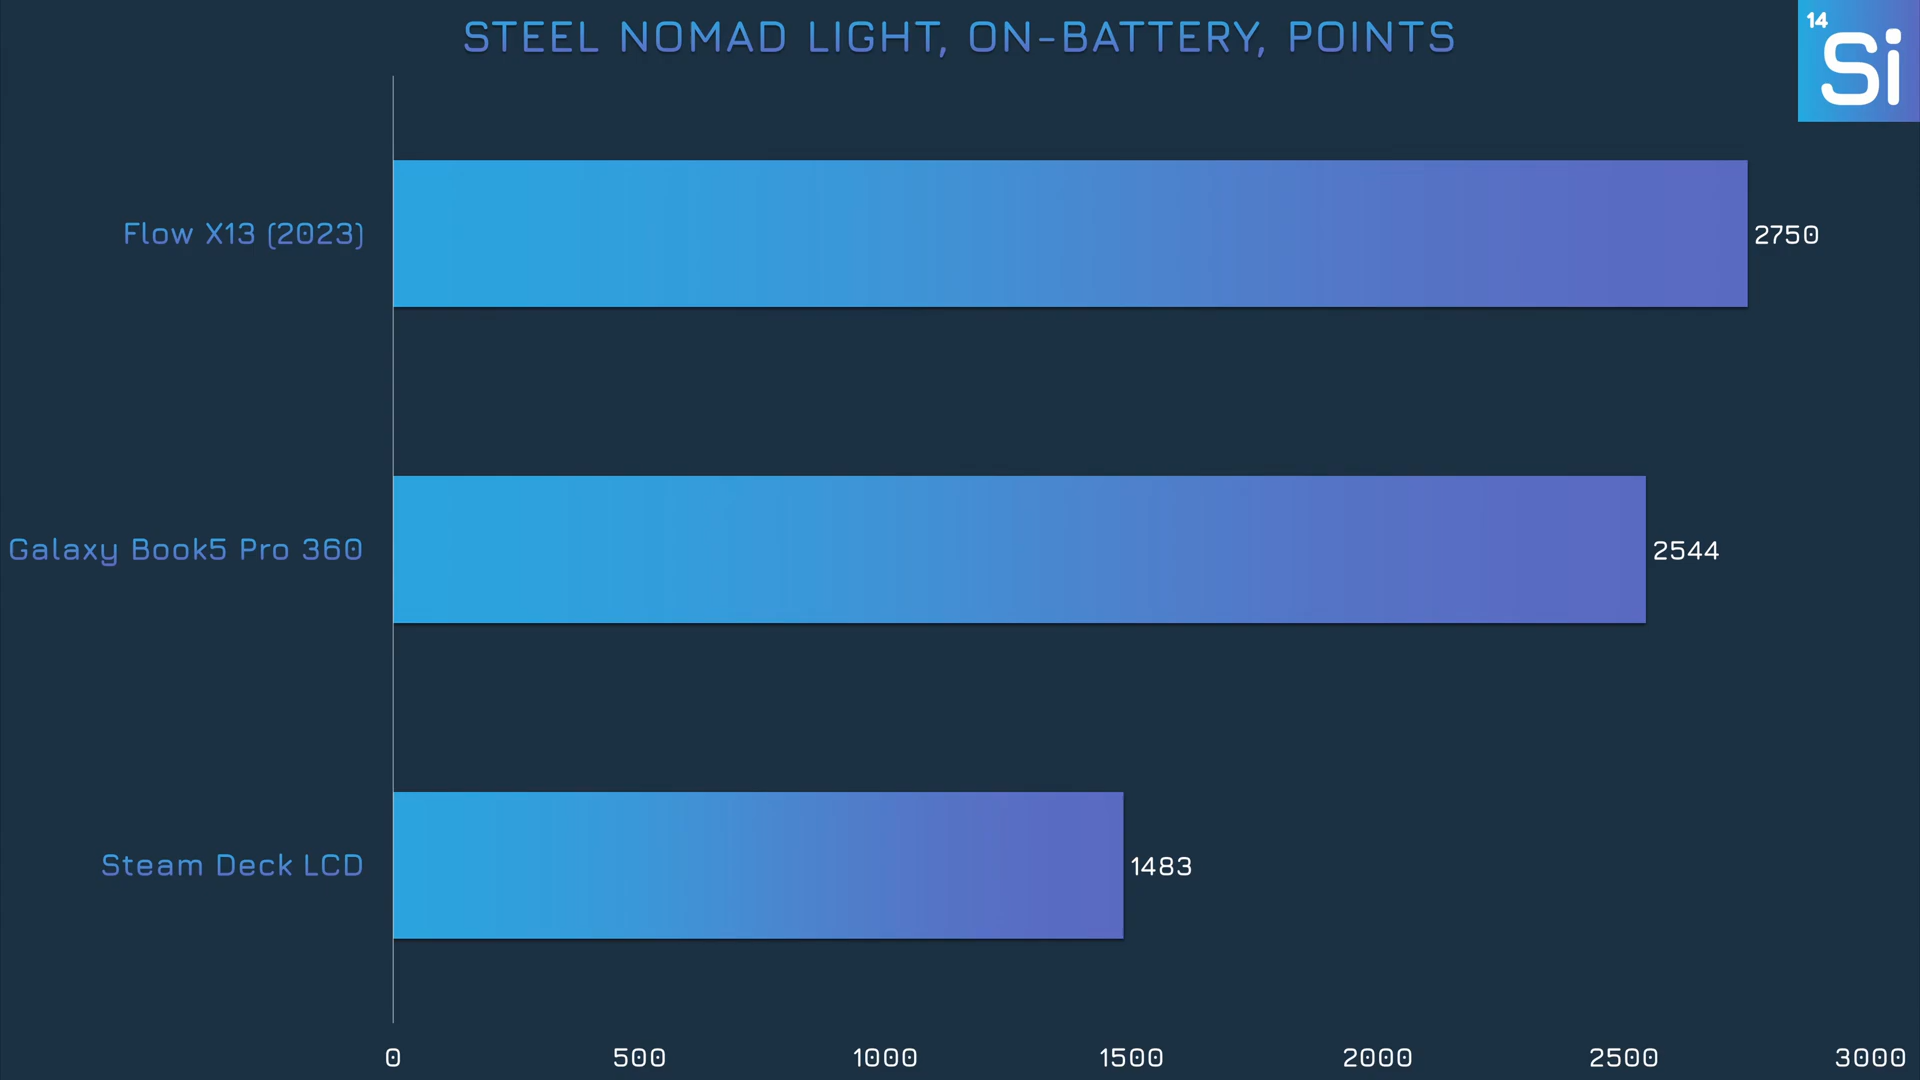 STEEL NOMAD LIGHT, ON-BATTERY, POINTS
14
Si
Flow X13 (2023)
2750
Galaxy Book5 Pro 360
2544
Steam Deck LCD
1483
0 500 1000 1500 2000 2500 3000